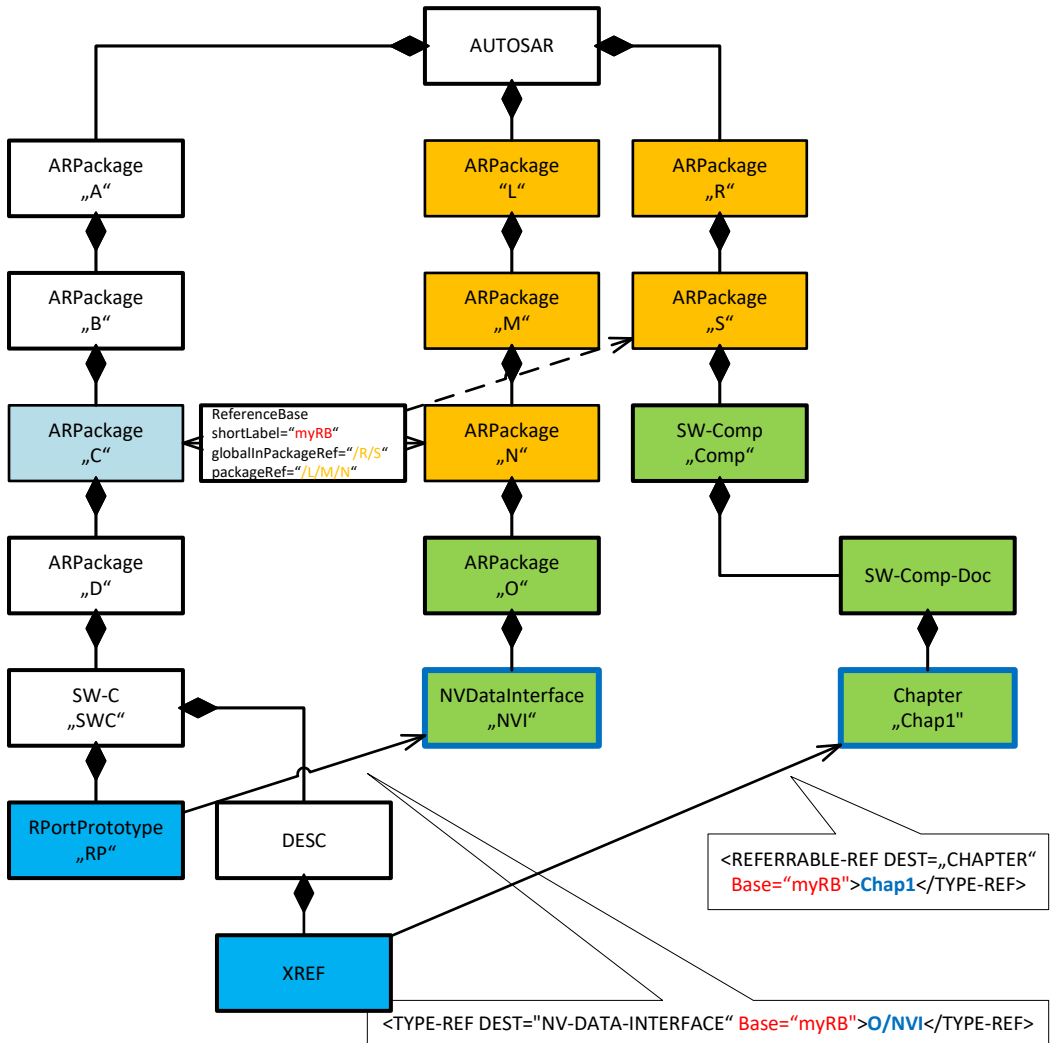 AUTOSAR
ARPackage
„A“
ARPackage
“L“
ARPackage
„R“
ARPackage
„B“
ARPackage
„M“
ARPackage
„S“
ARPackage
„C“
ReferenceBase
shortLabel=“myRB“
globalInPackageRef=“/R/S“
packageRef=“/L/M/N“
ARPackage
„N“
SW-Comp
„Comp“
ARPackage
„D“
ARPackage
„O“
SW-Comp-Doc
SW-C
„SWC“
NVDataInterface
„NVI“
Chapter
„Chap1"
RPortPrototype
„RP“
DESC
<REFERRABLE-REF DEST=„CHAPTER“
Base=“myRB">Chap1</TYPE-REF>
XREF
<TYPE-REF DEST="NV-DATA-INTERFACE“ Base=“myRB">O/NVI</TYPE-REF>